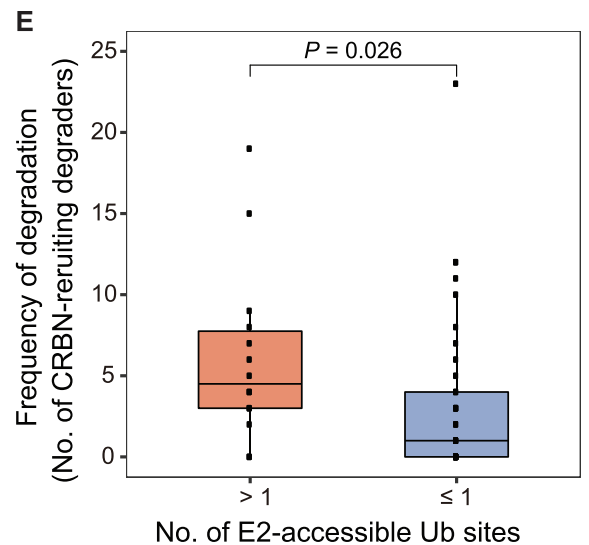 E
P = 0.026
Frequency of degradation
(No. of CRBN-reruiting degraders)
25
20
15
10
5
0
> 1
≤ 1
No. of E2-accessible Ub sites